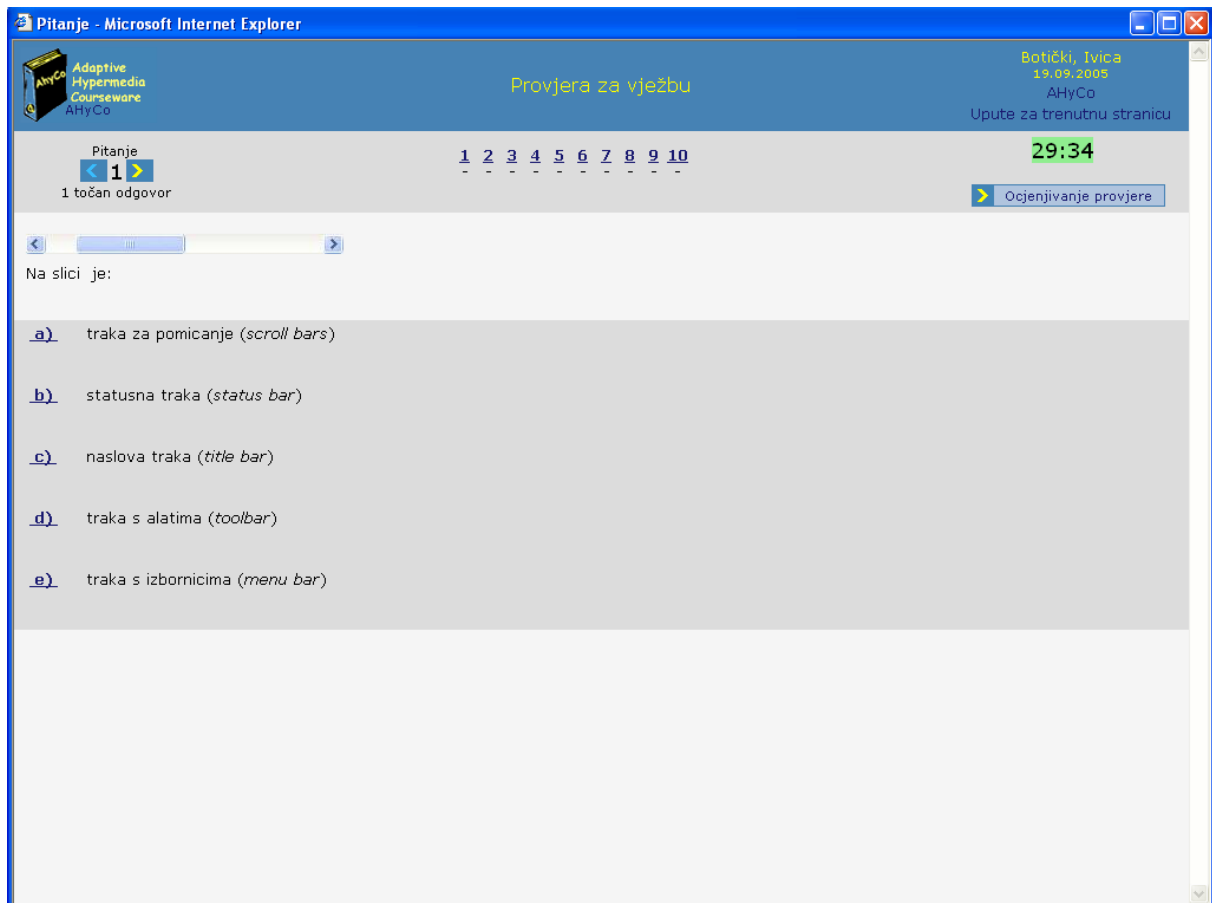 Pitanje - Microsoft Internet Explorer
AhyCo
Adaptive
Hypermedia
Courseware
AHyCo
Provjera za vježbu
Botički, Ivica
19.09.2005
AHyCo
Upute za trenutnu stranicu
Pitanje
1
1 točan odgovor
1 2 3 4 5 6 7 8 9 10
- - - - - - - - - -
29:34
Ocjenjivanje provjere
Na slici je:
a) traka za pomicanje (scroll bars)
b) statusna traka (status bar)
c) naslova traka (title bar)
d) traka s alatima (toolbar)
e) traka s izbornicima (menu bar)